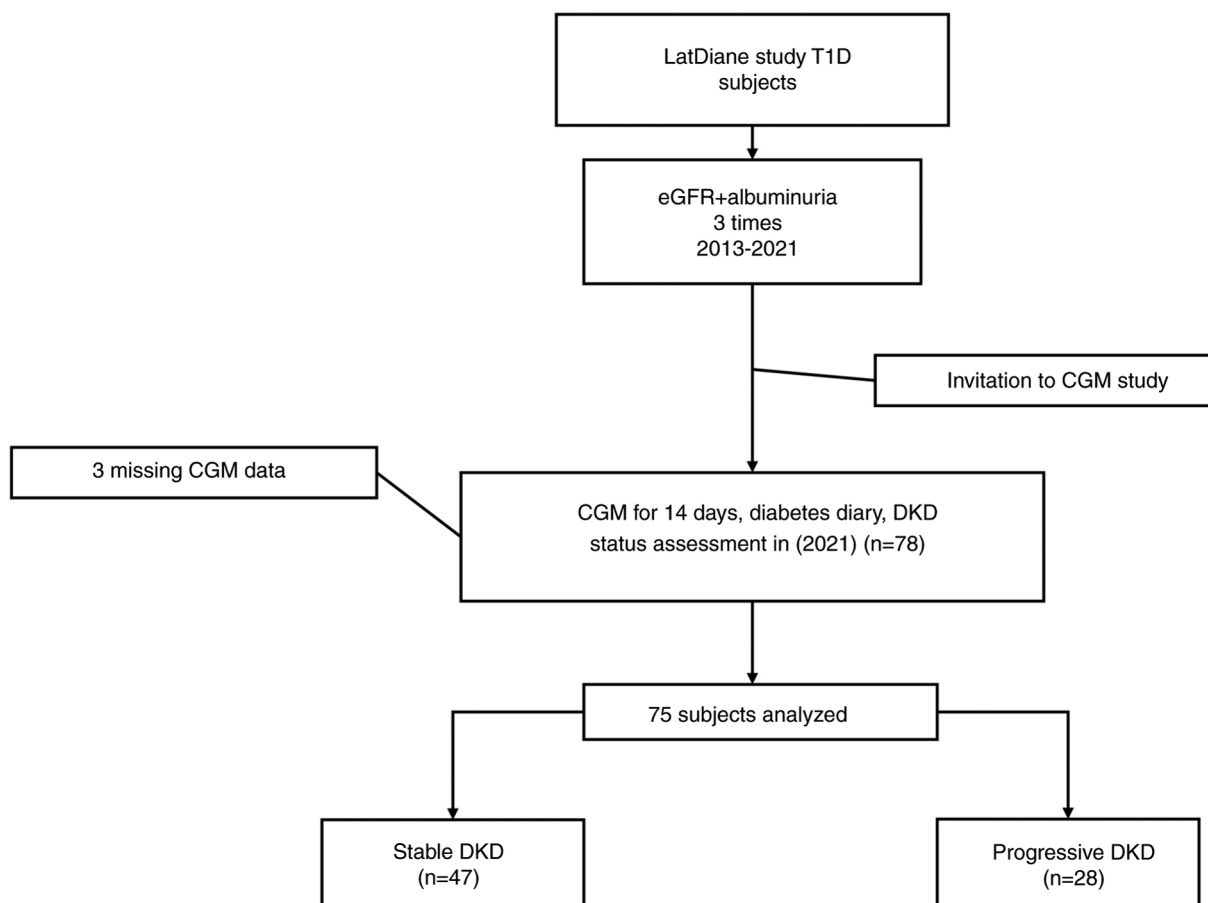 LatDiane study T1D
subjects
eGFR+albuminuria
3 times
2013-2021
Invitation to CGM study
3 missing CGM data
CGM for 14 days, diabetes diary, DKD
status assessment in (2021) (n=78)
75 subjects analyzed
Stable DKD
(n=47)
Progressive DKD
(n=28)